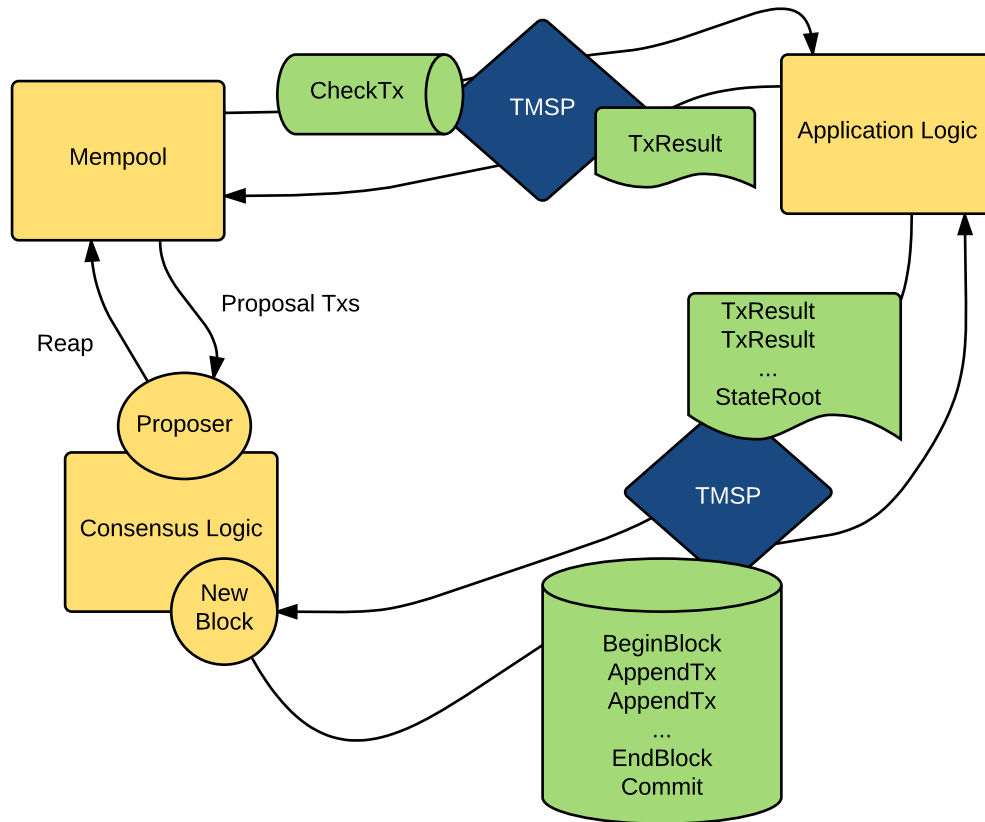 CheckTx
TMSP
TxResult
Application Logic
Mempool
Proposal Txs
Reap
TxResult
TxResult
...
StateRoot
Proposer
TMSP
Consensus Logic
New
Block
BeginBlock
AppendTx
AppendTx
...
EndBlock
Commit